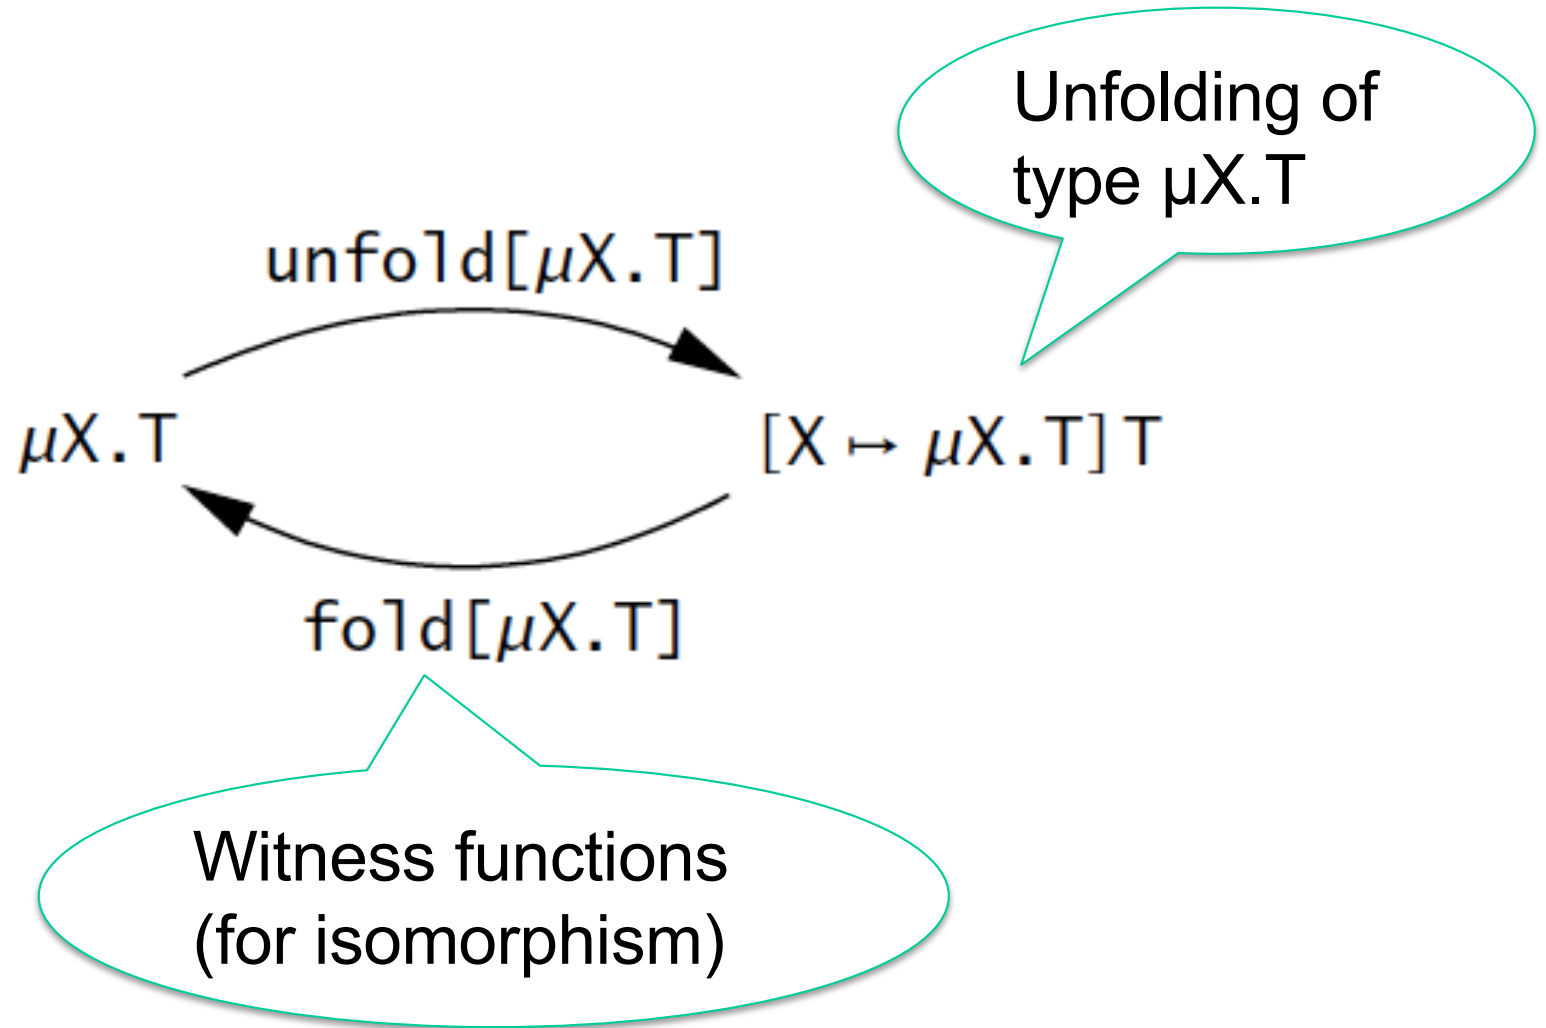 Unfolding of
type µX.T
unfold[μX.T]
μX.T
[X ↦ μX.T]T
fold[μX.T]
Witness functions
(for isomorphism)